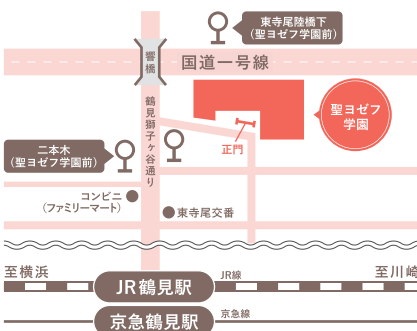 東寺尾陸橋下
(聖ヨゼフ学園前)
響橋
国道一号線
聖ヨゼフ
学園
鶴見獅子ヶ谷通り
正門
二本木
(聖ヨゼフ学園前)
コンビニ
(ファミリーマート)
東寺尾交番
至横浜
JR線
至川崎
JR鶴見駅
京急線
京急鶴見駅